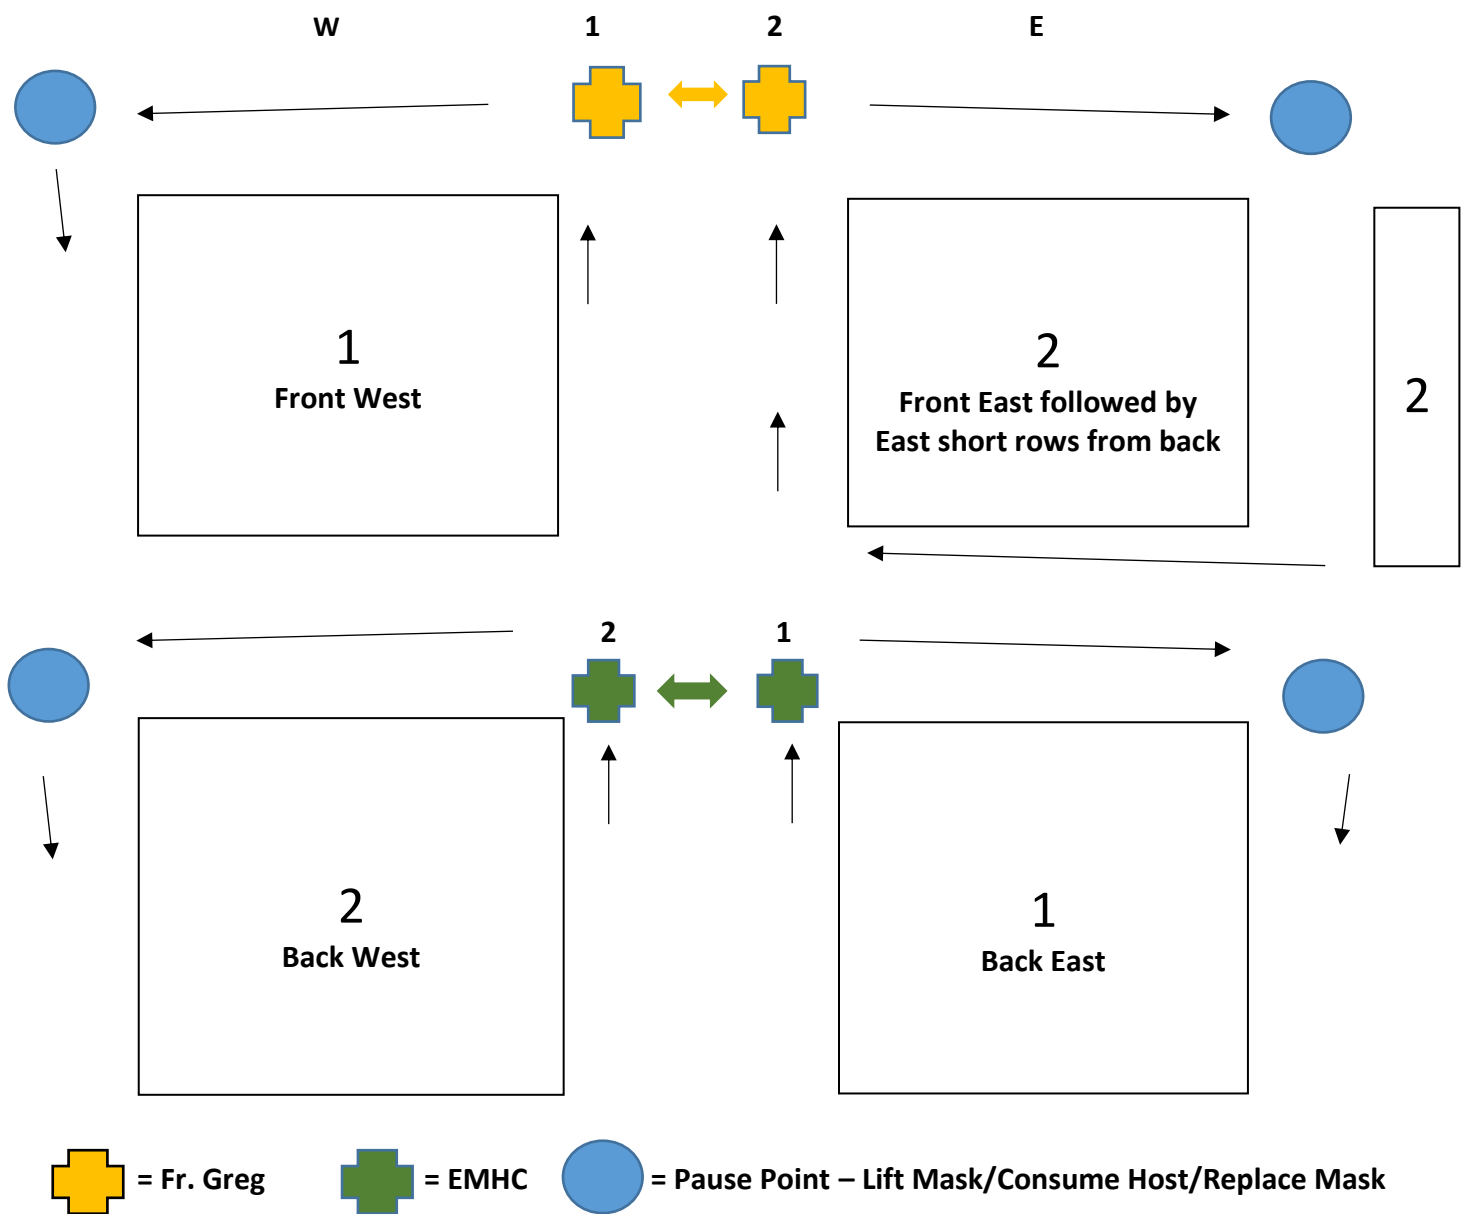 W 1 2 E
1
Front West
2
Front East followed by
East short rows from back
2
2 1
2
Back West
1
Back East
= Fr. Greg = EMHC = Pause Point – Lift Mask/Consume Host/Replace Mask